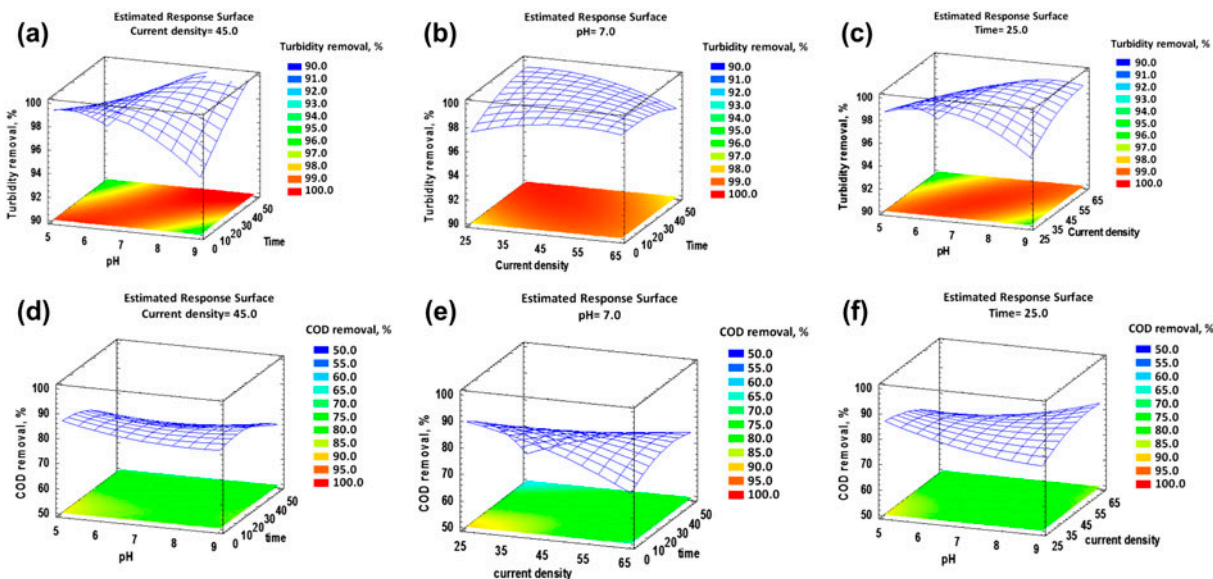 (a)
Estimated Response Surface
Current density= 45.0
Turbidity removal, %
90.0
91.0
92.0
93.0
94.0
95.0
96.0
97.0
98.0
99.0
100.0
Turbidity removal, %
100
98
96
94
92
90
5 6 7 8 9
pH
0 10 20 30 40 50
Time
(b)
Estimated Response Surface
pH= 7.0
Turbidity removal, %
90.0
91.0
92.0
93.0
94.0
95.0
96.0
97.0
98.0
99.0
100.0
Turbidity removal, %
100
98
96
94
92
90
25 35 45 55 65
Current density
0 10 20 30 40 50
Time
(c)
Estimated Response Surface
Time= 25.0
Turbidity removal, %
90.0
91.0
92.0
93.0
94.0
95.0
96.0
97.0
98.0
99.0
100.0
Turbidity removal, %
100
98
96
94
92
90
5 6 7 8 9
pH
25 35 45 55 65
Current density
(d)
Estimated Response Surface
Current density= 45.0
COD removal, %
50.0
55.0
60.0
65.0
70.0
75.0
80.0
85.0
90.0
95.0
100.0
COD removal, %
100
90
80
70
60
50
5 6 7 8 9
pH
0 10 20 30 40 50
time
(e)
Estimated Response Surface
pH= 7.0
COD removal, %
50.0
55.0
60.0
65.0
70.0
75.0
80.0
85.0
90.0
95.0
100.0
COD removal, %
100
90
80
70
60
50
25 35 45 55 65
current density
0 10 20 30 40 50
time
(f)
Estimated Response Surface
Time= 25.0
COD removal, %
50.0
55.0
60.0
65.0
70.0
75.0
80.0
85.0
90.0
95.0
100.0
COD removal, %
100
90
80
70
60
50
5 6 7 8 9
pH
25 35 45 55 65
current density